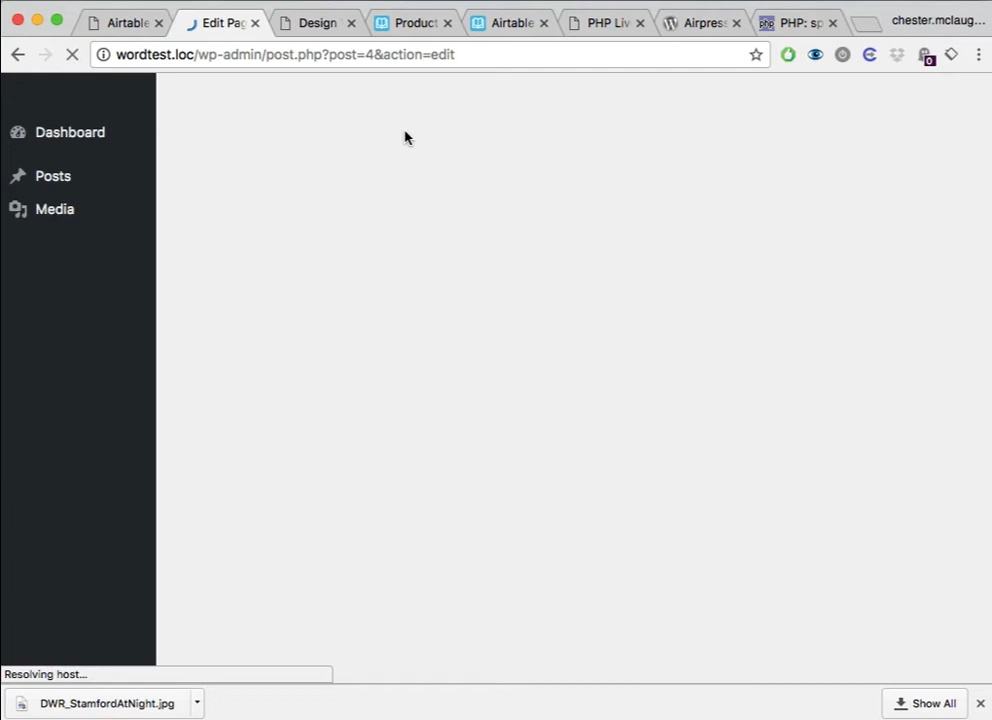 Airtable Edit Pag Design Product Airtable PHP Liv Airpress PHP: sp chester.mclaug...
wordtest.loc/wp-admin/post.php?post=4&action=edit
0
Dashboard
Posts
Media
Resolving host...
DWR_StamfordAtNight.jpg Show All